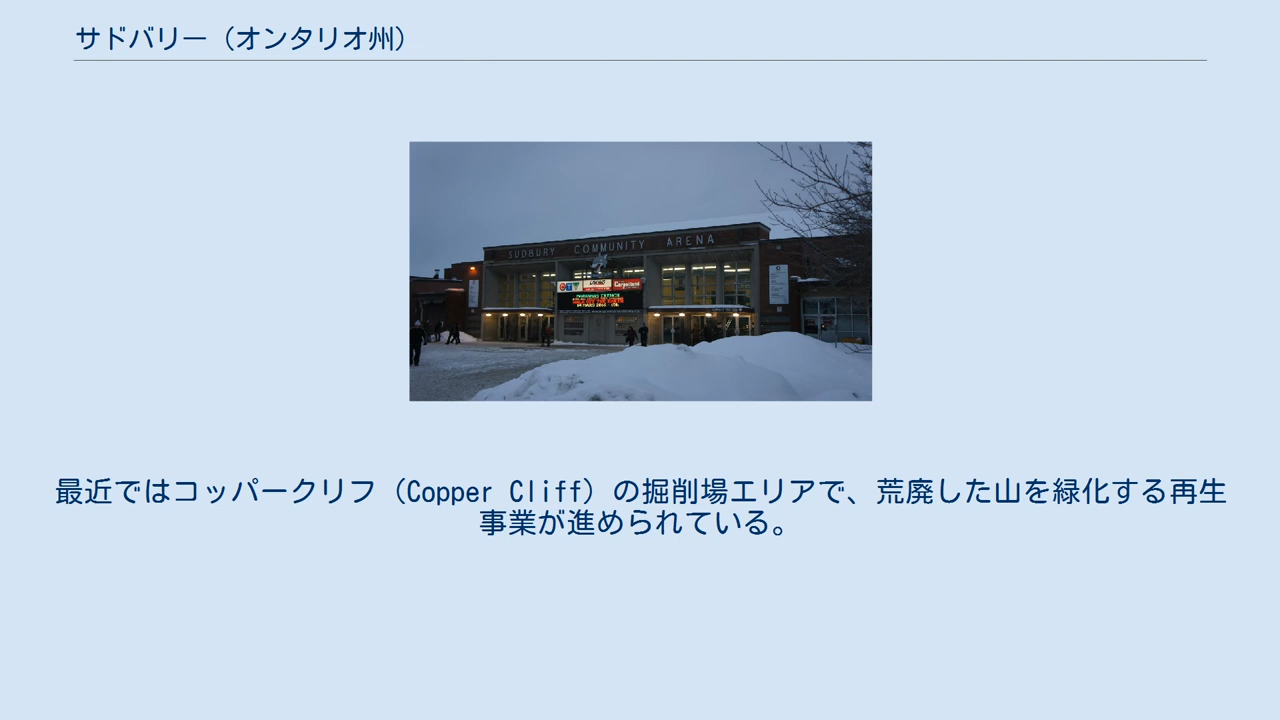 サドバリー（オンタリオ州）
SUDBURY COMMUNITY ARENA
CTV
最近ではコッパークリフ（Copper Cliff）の掘削場エリアで、荒廃した山を緑化する再生
事業が進められている。